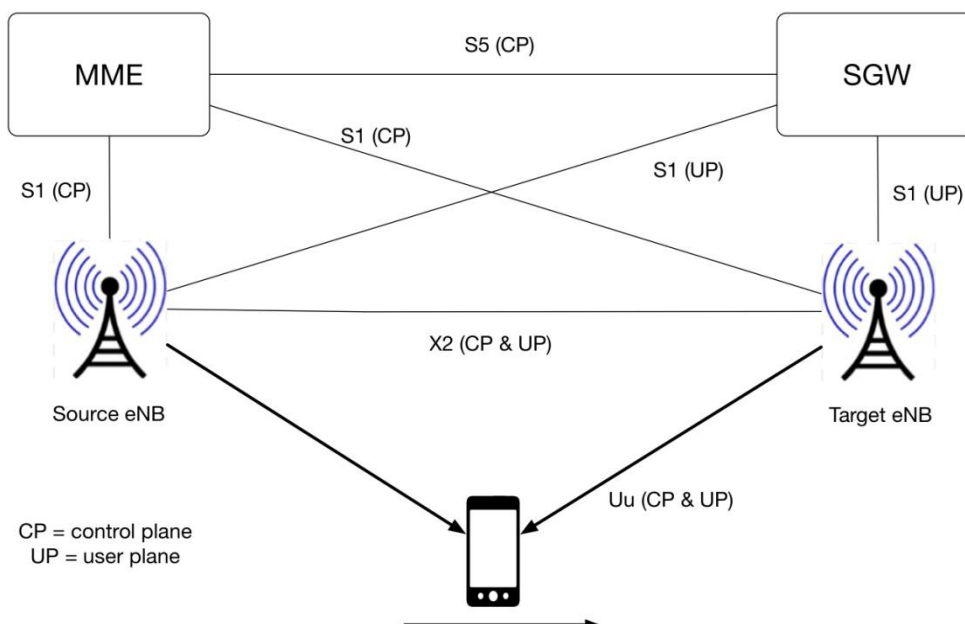 S5 (CP)
MME
SGW
S1 (CP)
S1 (UP)
S1 (CP)
S1 (UP)
X2 (CP & UP)
Source eNB
Target eNB
Uu (CP & UP)
CP = control plane
UP = user plane